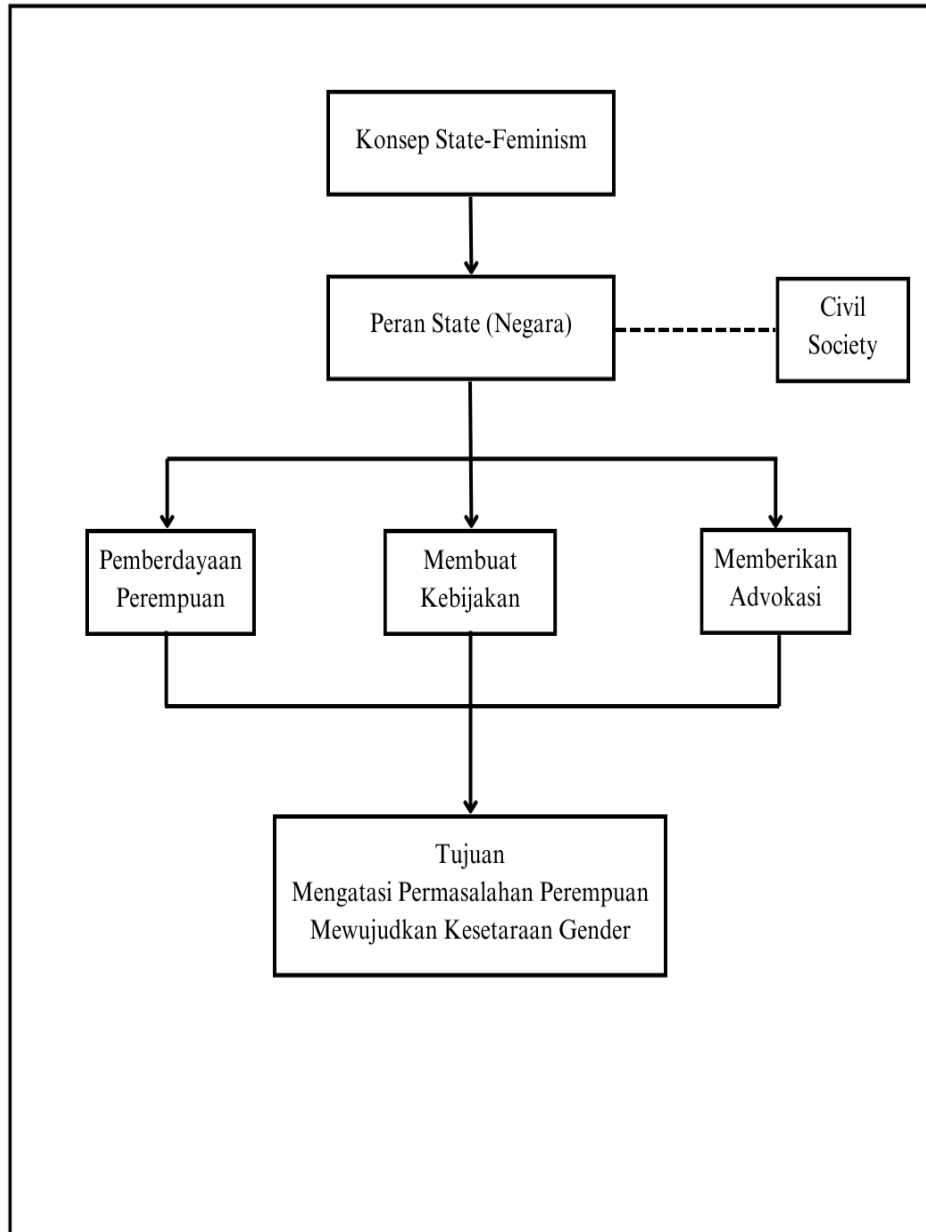 Konsep State-Feminism
Peran State (Negara)
Civil
Society
Pemberdayaan
Perempuan
Membuat
Kebijakan
Memberikan
Advokasi
Tujuan
Mengatasi Permasalahan Perempuan
Mewujudkan Kesetaraan Gender